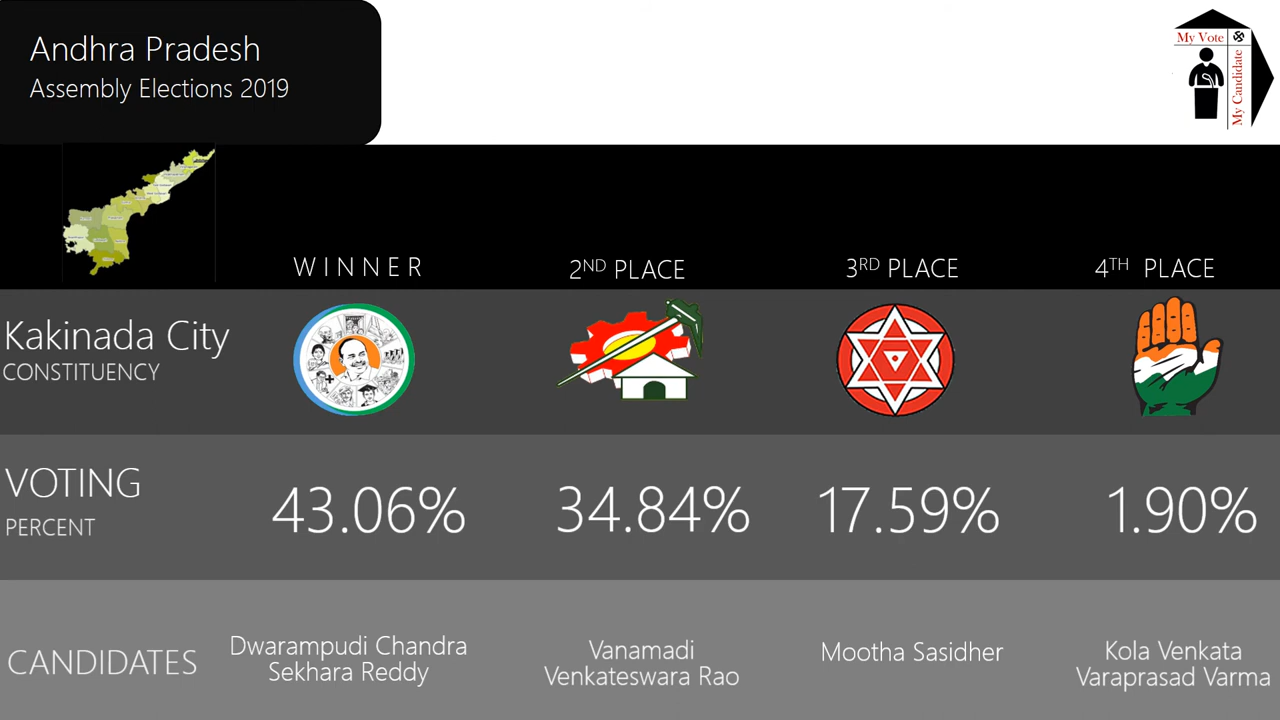 Andhra Pradesh
Assembly Elections 2019
My Vote
My Candidate
WINNER
2ND PLACE
3RD PLACE
4TH PLACE
Kakinada City
CONSTITUENCY
VOTING
PERCENT
43.06%
34.84%
17.59%
1.90%
CANDIDATES
Dwarampudi Chandra
Sekhara Reddy
Vanamadi
Venkateswara Rao
Mootha Sasidher
Kola Venkata
Varaprasad Varma